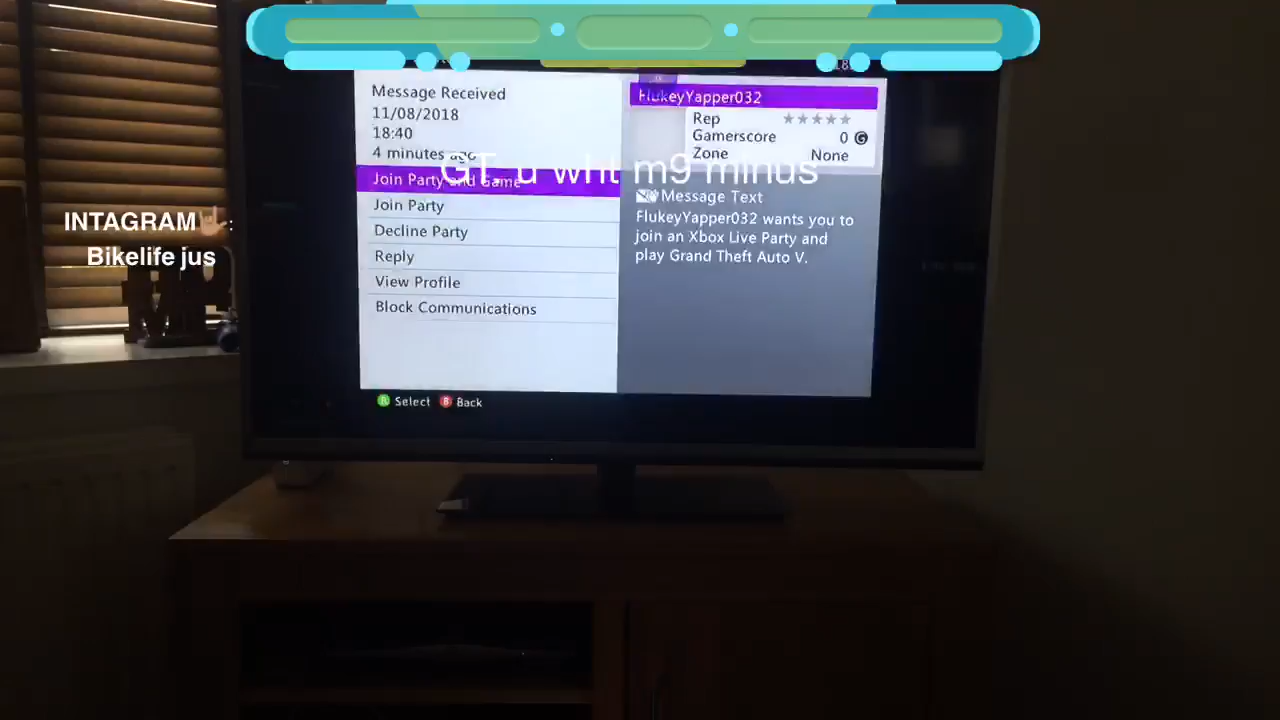 Message Received
11/08/2018
18:40
4 minutes ago
Join Party and Game
Join Party
Decline Party
Reply
View Profile
Block Communications
Select
Back
FlukeyYapper032
Rep
Gamerscore 0 G
Zone None
Message Text
FlukeyYapper032 wants you to
join an Xbox Live Party and
play Grand Theft Auto V.
GT. u wht m9 minus
INTAGRAM🤟🏼:
Bikelife jus